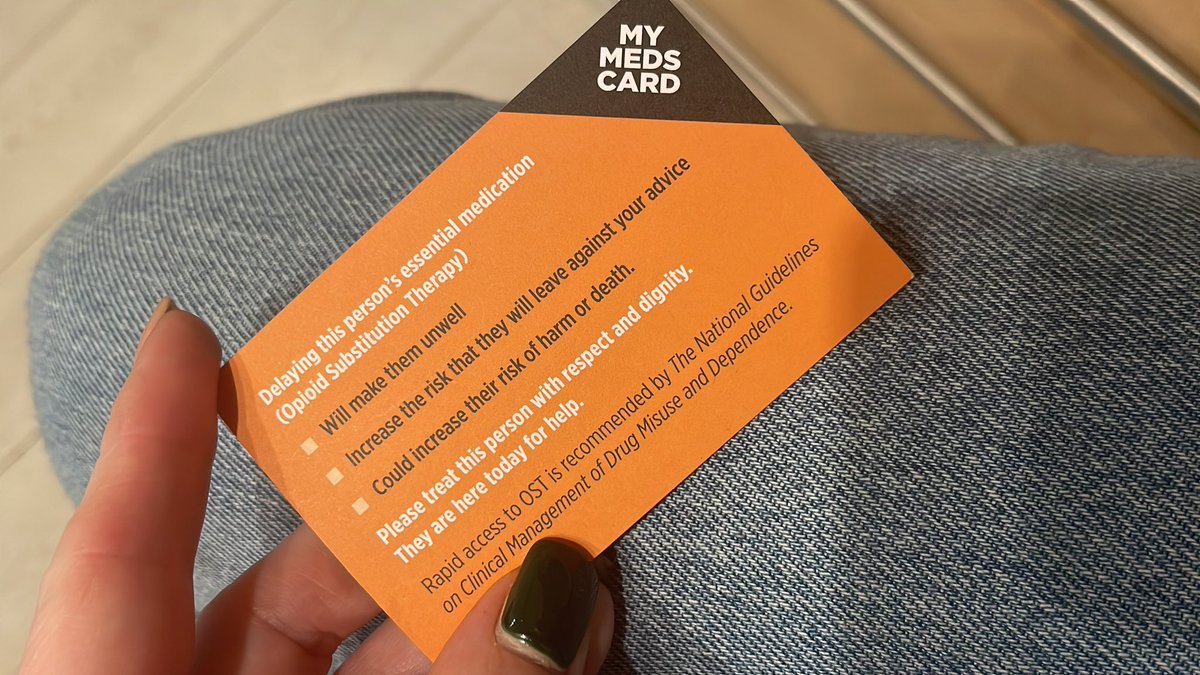 MY
MEDS
CARD
Delaying this person's essential medication
(Opioid Substitution Therapy)
Will make them unwell
Increase the risk that they will leave against your advice
Could increase their risk of harm or death.
Please treat this person with respect and dignity.
They are here today for help.
Rapid access to OST is recommended by The National Guidelines
on Clinical Management of Drug Misuse and Dependence.